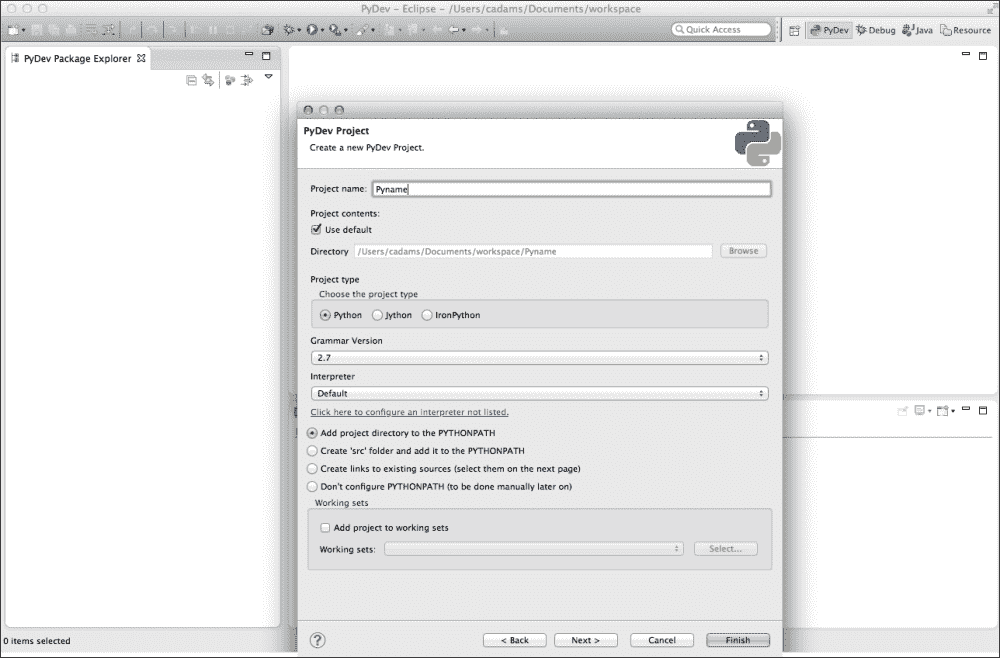 PyDev - Eclipse - /Users/cadams/Documents/workspace
Quick Access
PyDev
Debug
Java
Resource
PyDev Package Explorer
PyDev Project
Create a new PyDev Project.
Project name: Pyname
Project contents:
Use default
Directory /Users/cadams/Documents/workspace/Pyname Browse
Project type
Choose the project type
Python Jython IronPython
Grammar Version
2.7
Interpreter
Default
Click here to configure an interpreter not listed.
Add project directory to the PYTHONPATH
Create 'src' folder and add it to the PYTHONPATH
Create links to existing sources (select them on the next page)
Don't configure PYTHONPATH (to be done manually later on)
Working sets
Add project to working sets
Working sets: Select...
0 items selected
? < Back Next > Cancel Finish